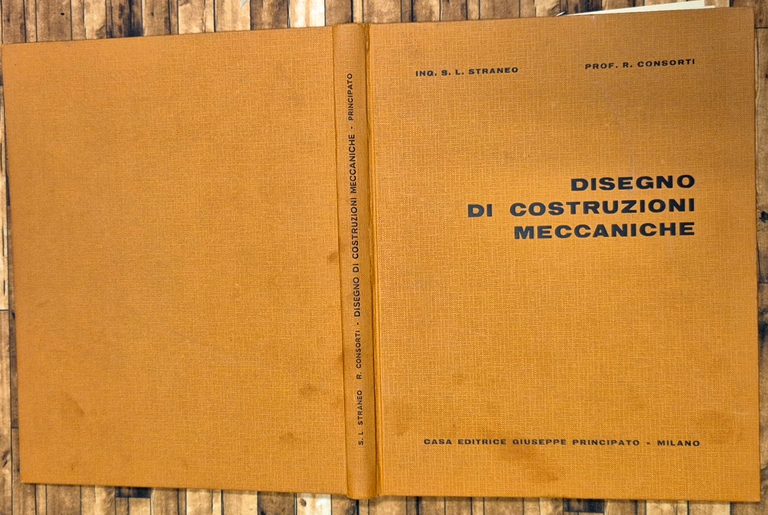 ING. S. L. STRANEO
PROF. R. CONSORTI
DISEGNO
DI COSTRUZIONI
MECCANICHE
CASA EDITRICE GIUSEPPE PRINCIPATO - MILANO
S. L. STRANEO R. CONSORTI - DISEGNO DI COSTRUZIONI MECCANICHE - PRINCIPATO